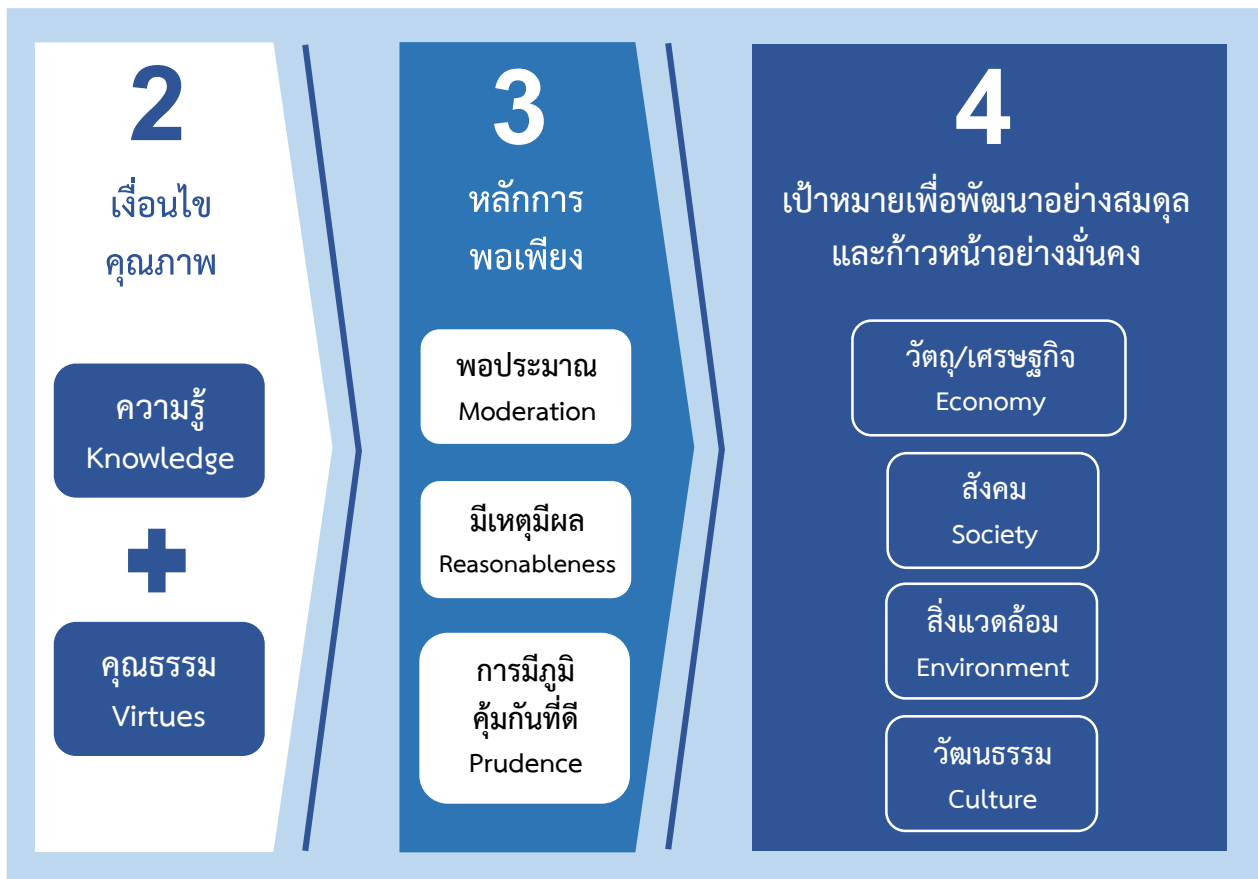 2
เงื่อนไข
คุณภาพ
ความรู้
Knowledge
คุณธรรม
Virtues
3
หลักการ
พอเพียง
พอประมาณ
Moderation
มีเหตุมีผล
Reasonableness
การมีภูมิ
คุ้มกันที่ดี
Prudence
4
เป้าหมายเพื่อพัฒนาอย่างสมดุล
และก้าวหน้าอย่างมั่นคง
วัตถุ/เศรษฐกิจ
Economy
สังคม
Society
สิ่งแวดล้อม
Environment
วัฒนธรรม
Culture